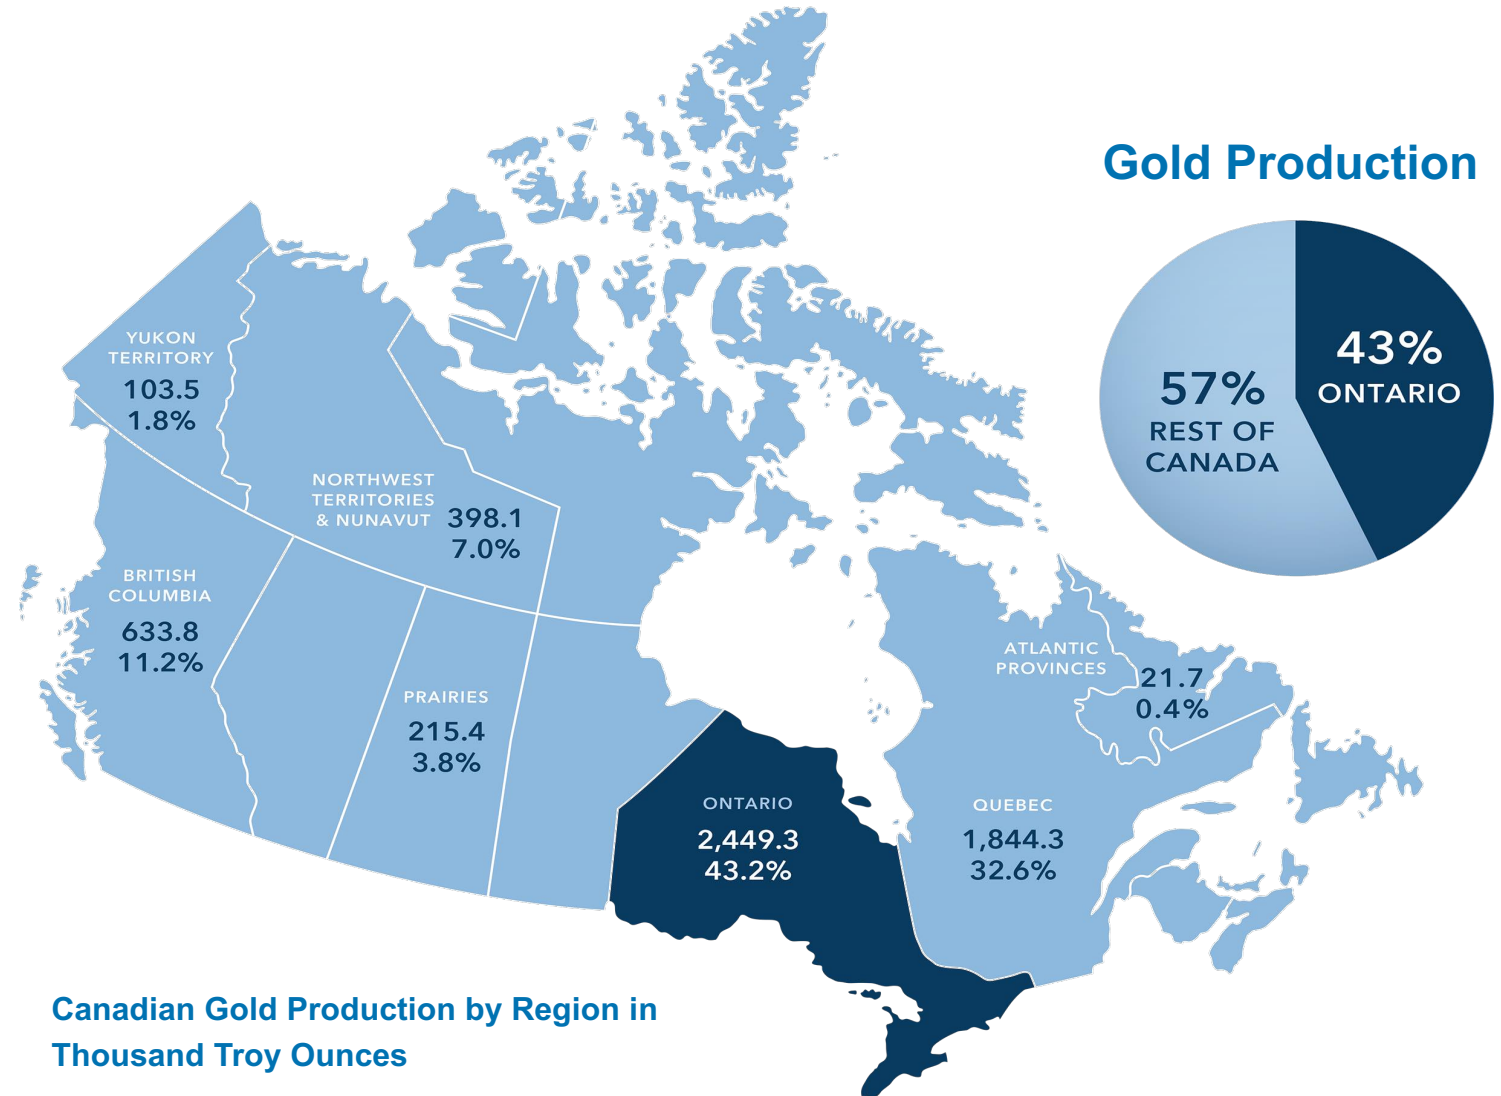 Gold Production
43%
ONTARIO
57%
REST OF
CANADA
YUKON
TERRITORY
103.5
1.8%
NORTHWEST
TERRITORIES
& NUNAVUT
398.1
7.0%
BRITISH
COLUMBIA
633.8
11.2%
PRAIRIES
215.4
3.8%
ONTARIO
2,449.3
43.2%
QUEBEC
1,844.3
32.6%
ATLANTIC
PROVINCES
21.7
0.4%
Canadian Gold Production by Region in
Thousand Troy Ounces